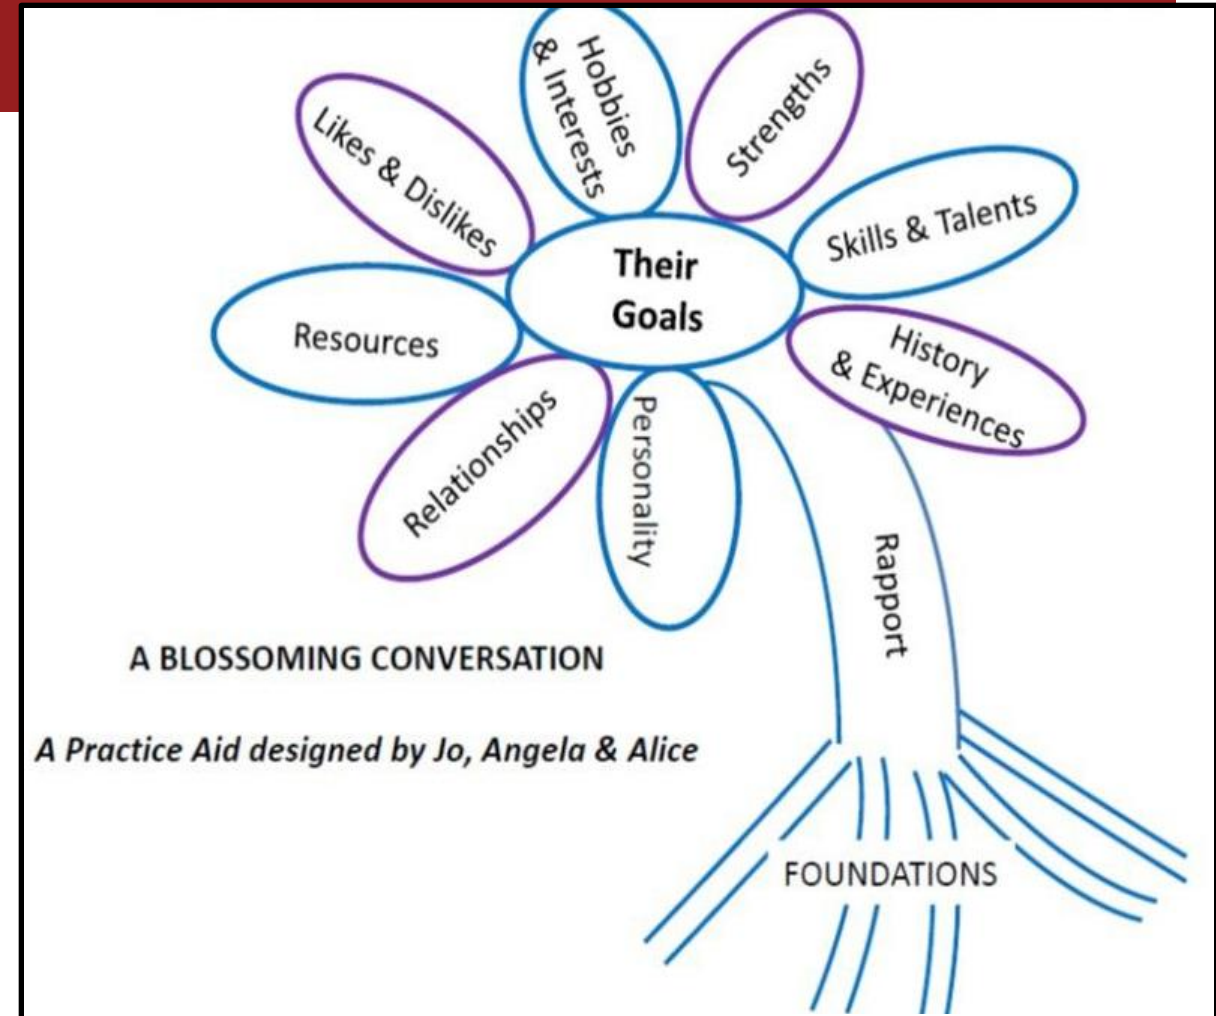 Hobbies
& Interests
Strengths
Likes & Dislikes
Skills & Talents
Their
Goals
Resources
History
& Experiences
Relationships
Personality
Rapport
A BLOSSOMING CONVERSATION
A Practice Aid designed by Jo, Angela & Alice
FOUNDATIONS